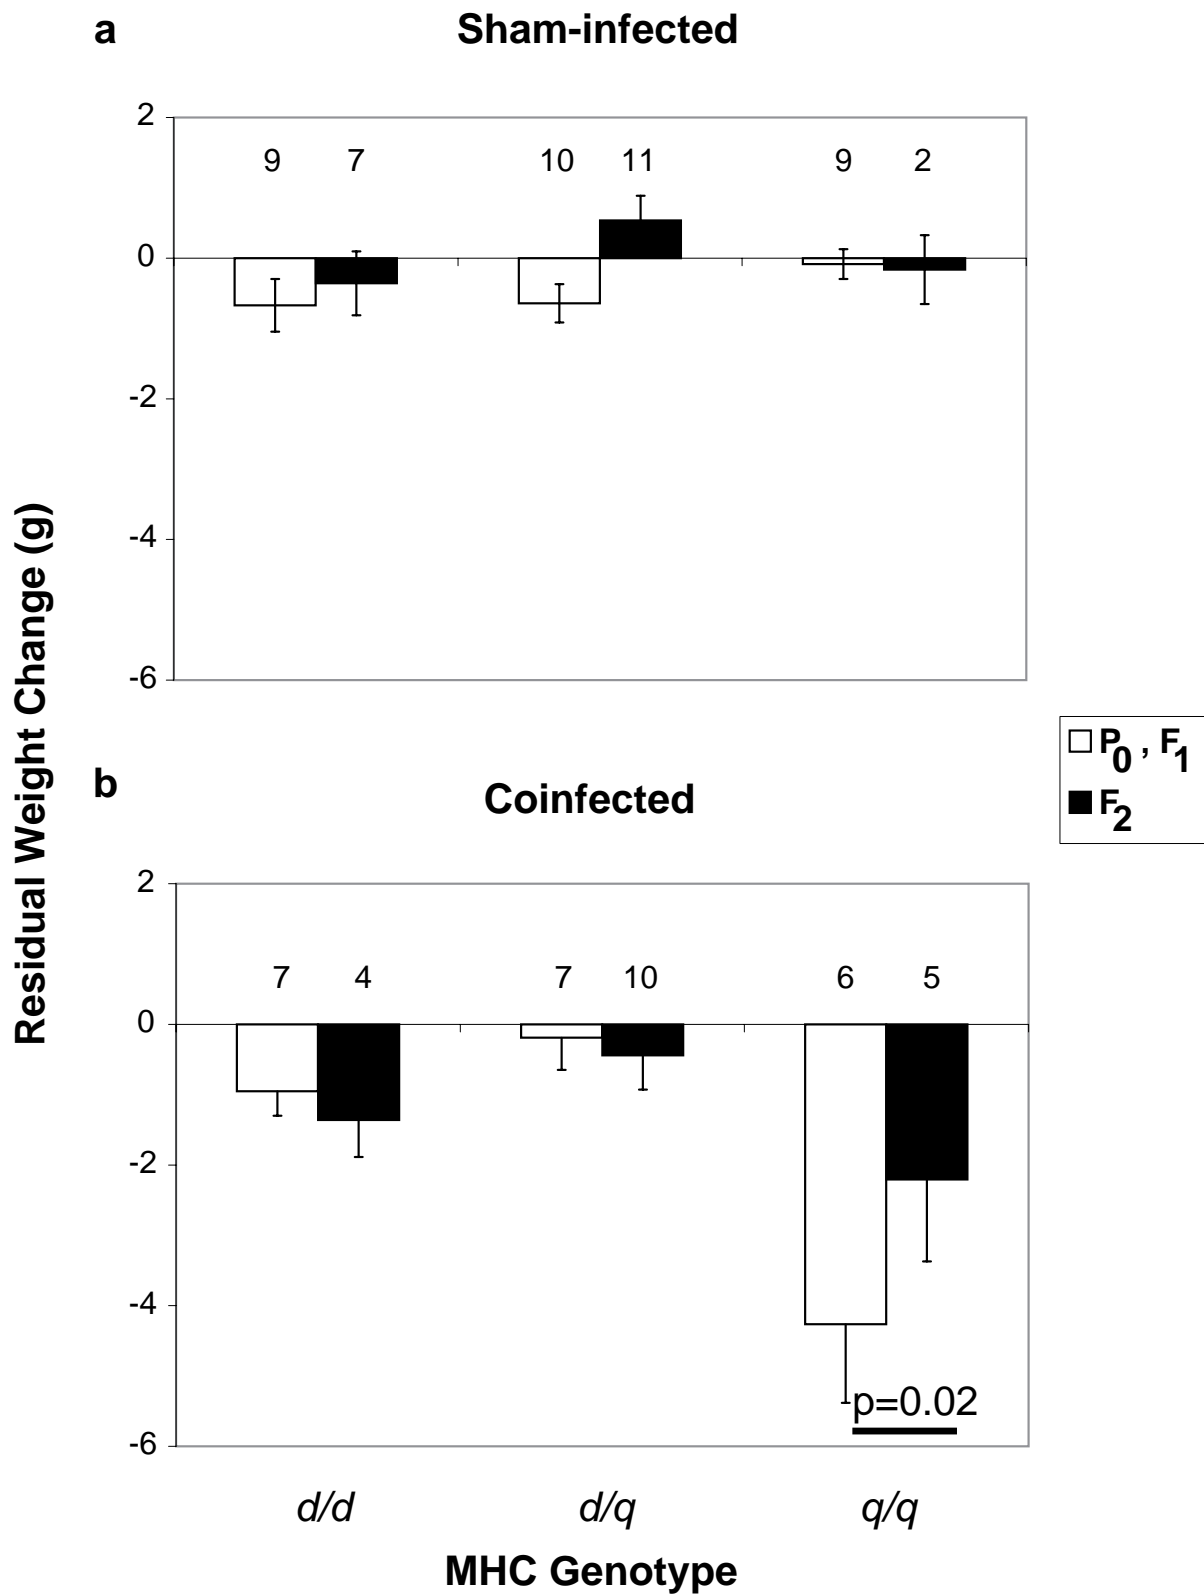 a
Sham-infected
2
9 7 10 11 9 2
0
-2
-4
-6
Residual Weight Change (g)
P0 , F1
F2
b
Coinfected
2
7 4 7 10 6 5
0
-2
-4
p=0.02
-6
d/d d/q q/q
MHC Genotype